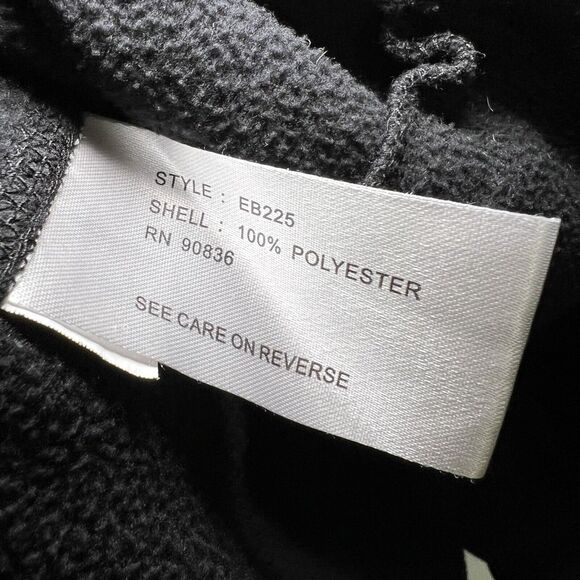 STYLE : EB225
SHELL : 100% POLYESTER
RN 90836
SEE CARE ON REVERSE